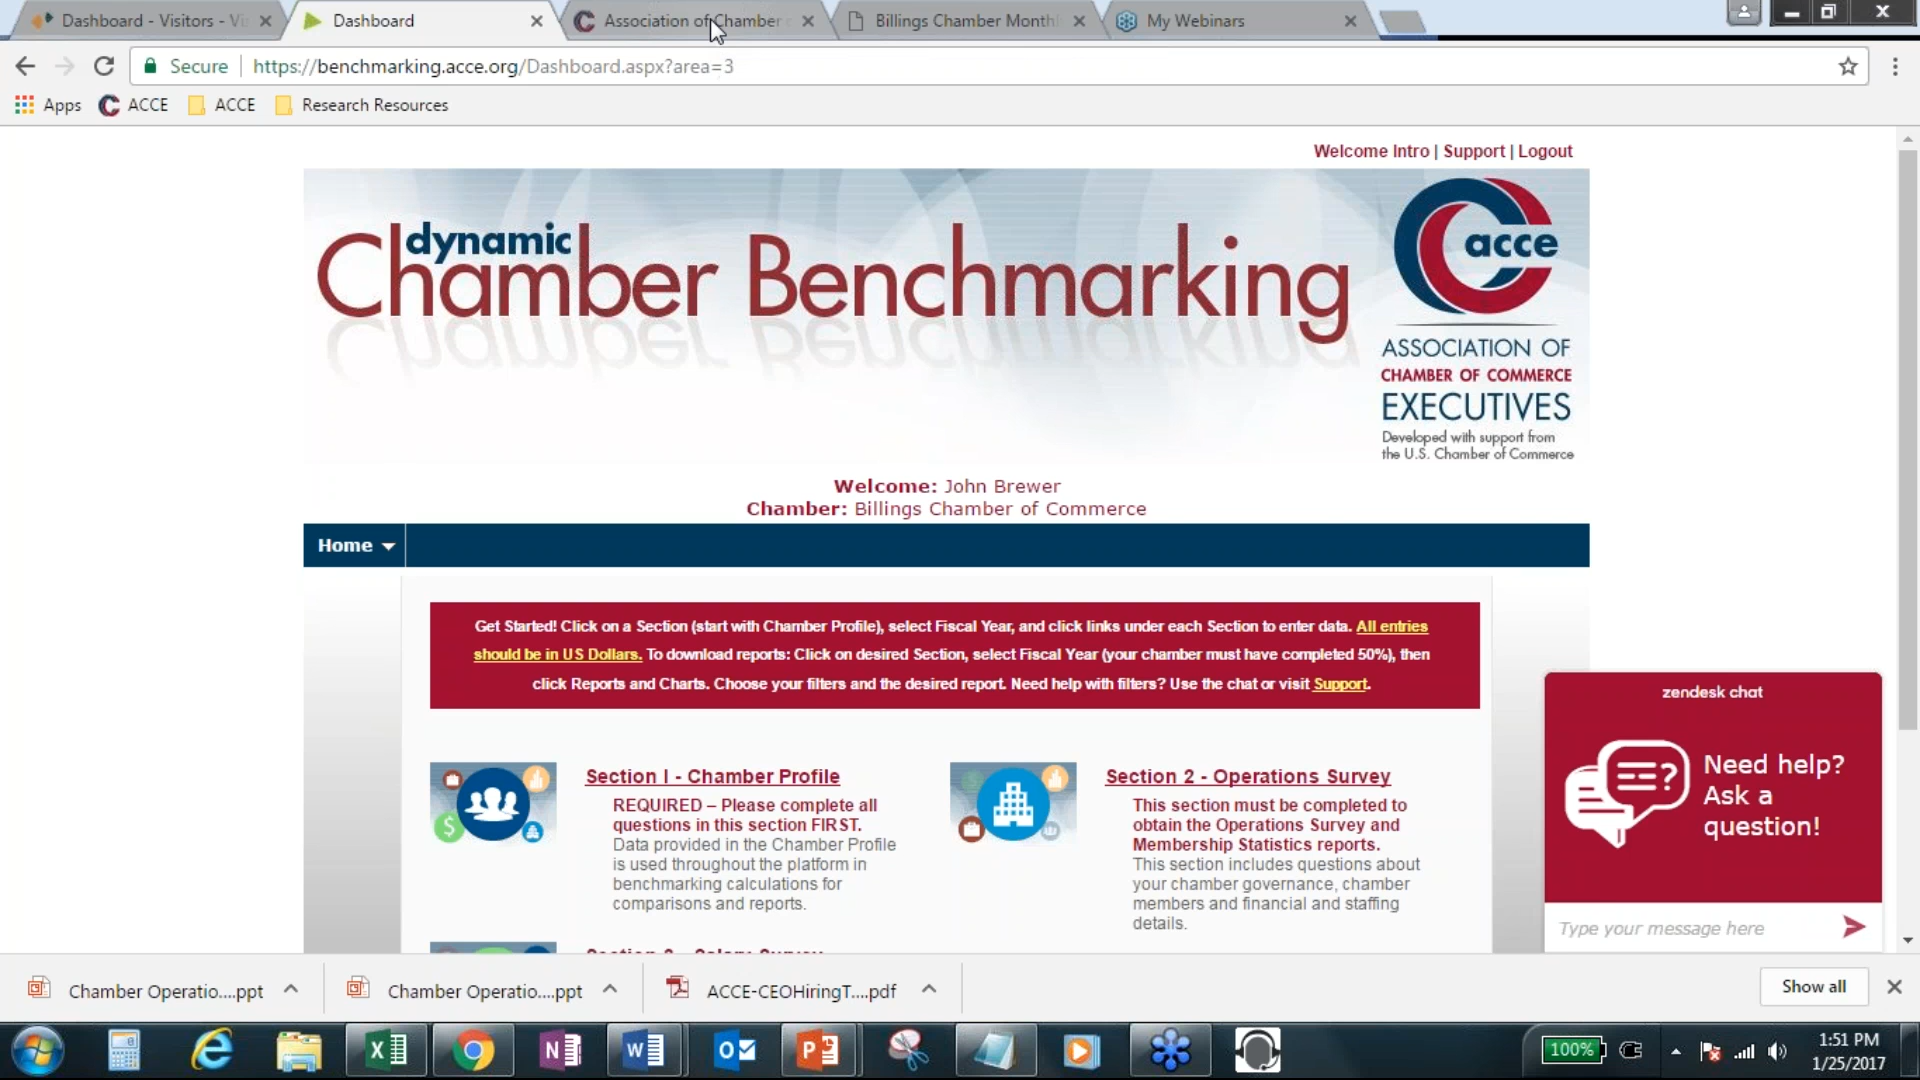 Dashboard - Visitors - Vi
Dashboard
Association of Chamber
Billings Chamber Month
My Webinars
Secure
https://benchmarking.acce.org/Dashboard.aspx?area=3
Apps
ACCE
ACCE
Research Resources
Welcome Intro | Support | Logout
dynamic
Chamber Benchmarking
acce
ASSOCIATION OF
CHAMBER OF COMMERCE
EXECUTIVES
Developed with support from
the U.S. Chamber of Commerce
Welcome: John Brewer
Chamber: Billings Chamber of Commerce
Home
Get Started! Click on a Section (start with Chamber Profile), select Fiscal Year, and click links under each Section to enter data. All entries
should be in US Dollars. To download reports: Click on desired Section, select Fiscal Year (your chamber must have completed 50%), then
click Reports and Charts. Choose your filters and the desired report. Need help with filters? Use the chat or visit Support.
Section I - Chamber Profile
REQUIRED – Please complete all
questions in this section FIRST.
Data provided in the Chamber Profile
is used throughout the platform in
benchmarking calculations for
comparisons and reports.
Section 2 - Operations Survey
This section must be completed to
obtain the Operations Survey and
Membership Statistics reports.
This section includes questions about
your chamber governance, chamber
members and financial and staffing
details.
zendesk chat
Need help?
Ask a
question!
Type your message here
Chamber Operatio....ppt
Chamber Operatio....ppt
ACCE-CEOHiringT....pdf
Show all
100%
1:51 PM
1/25/2017